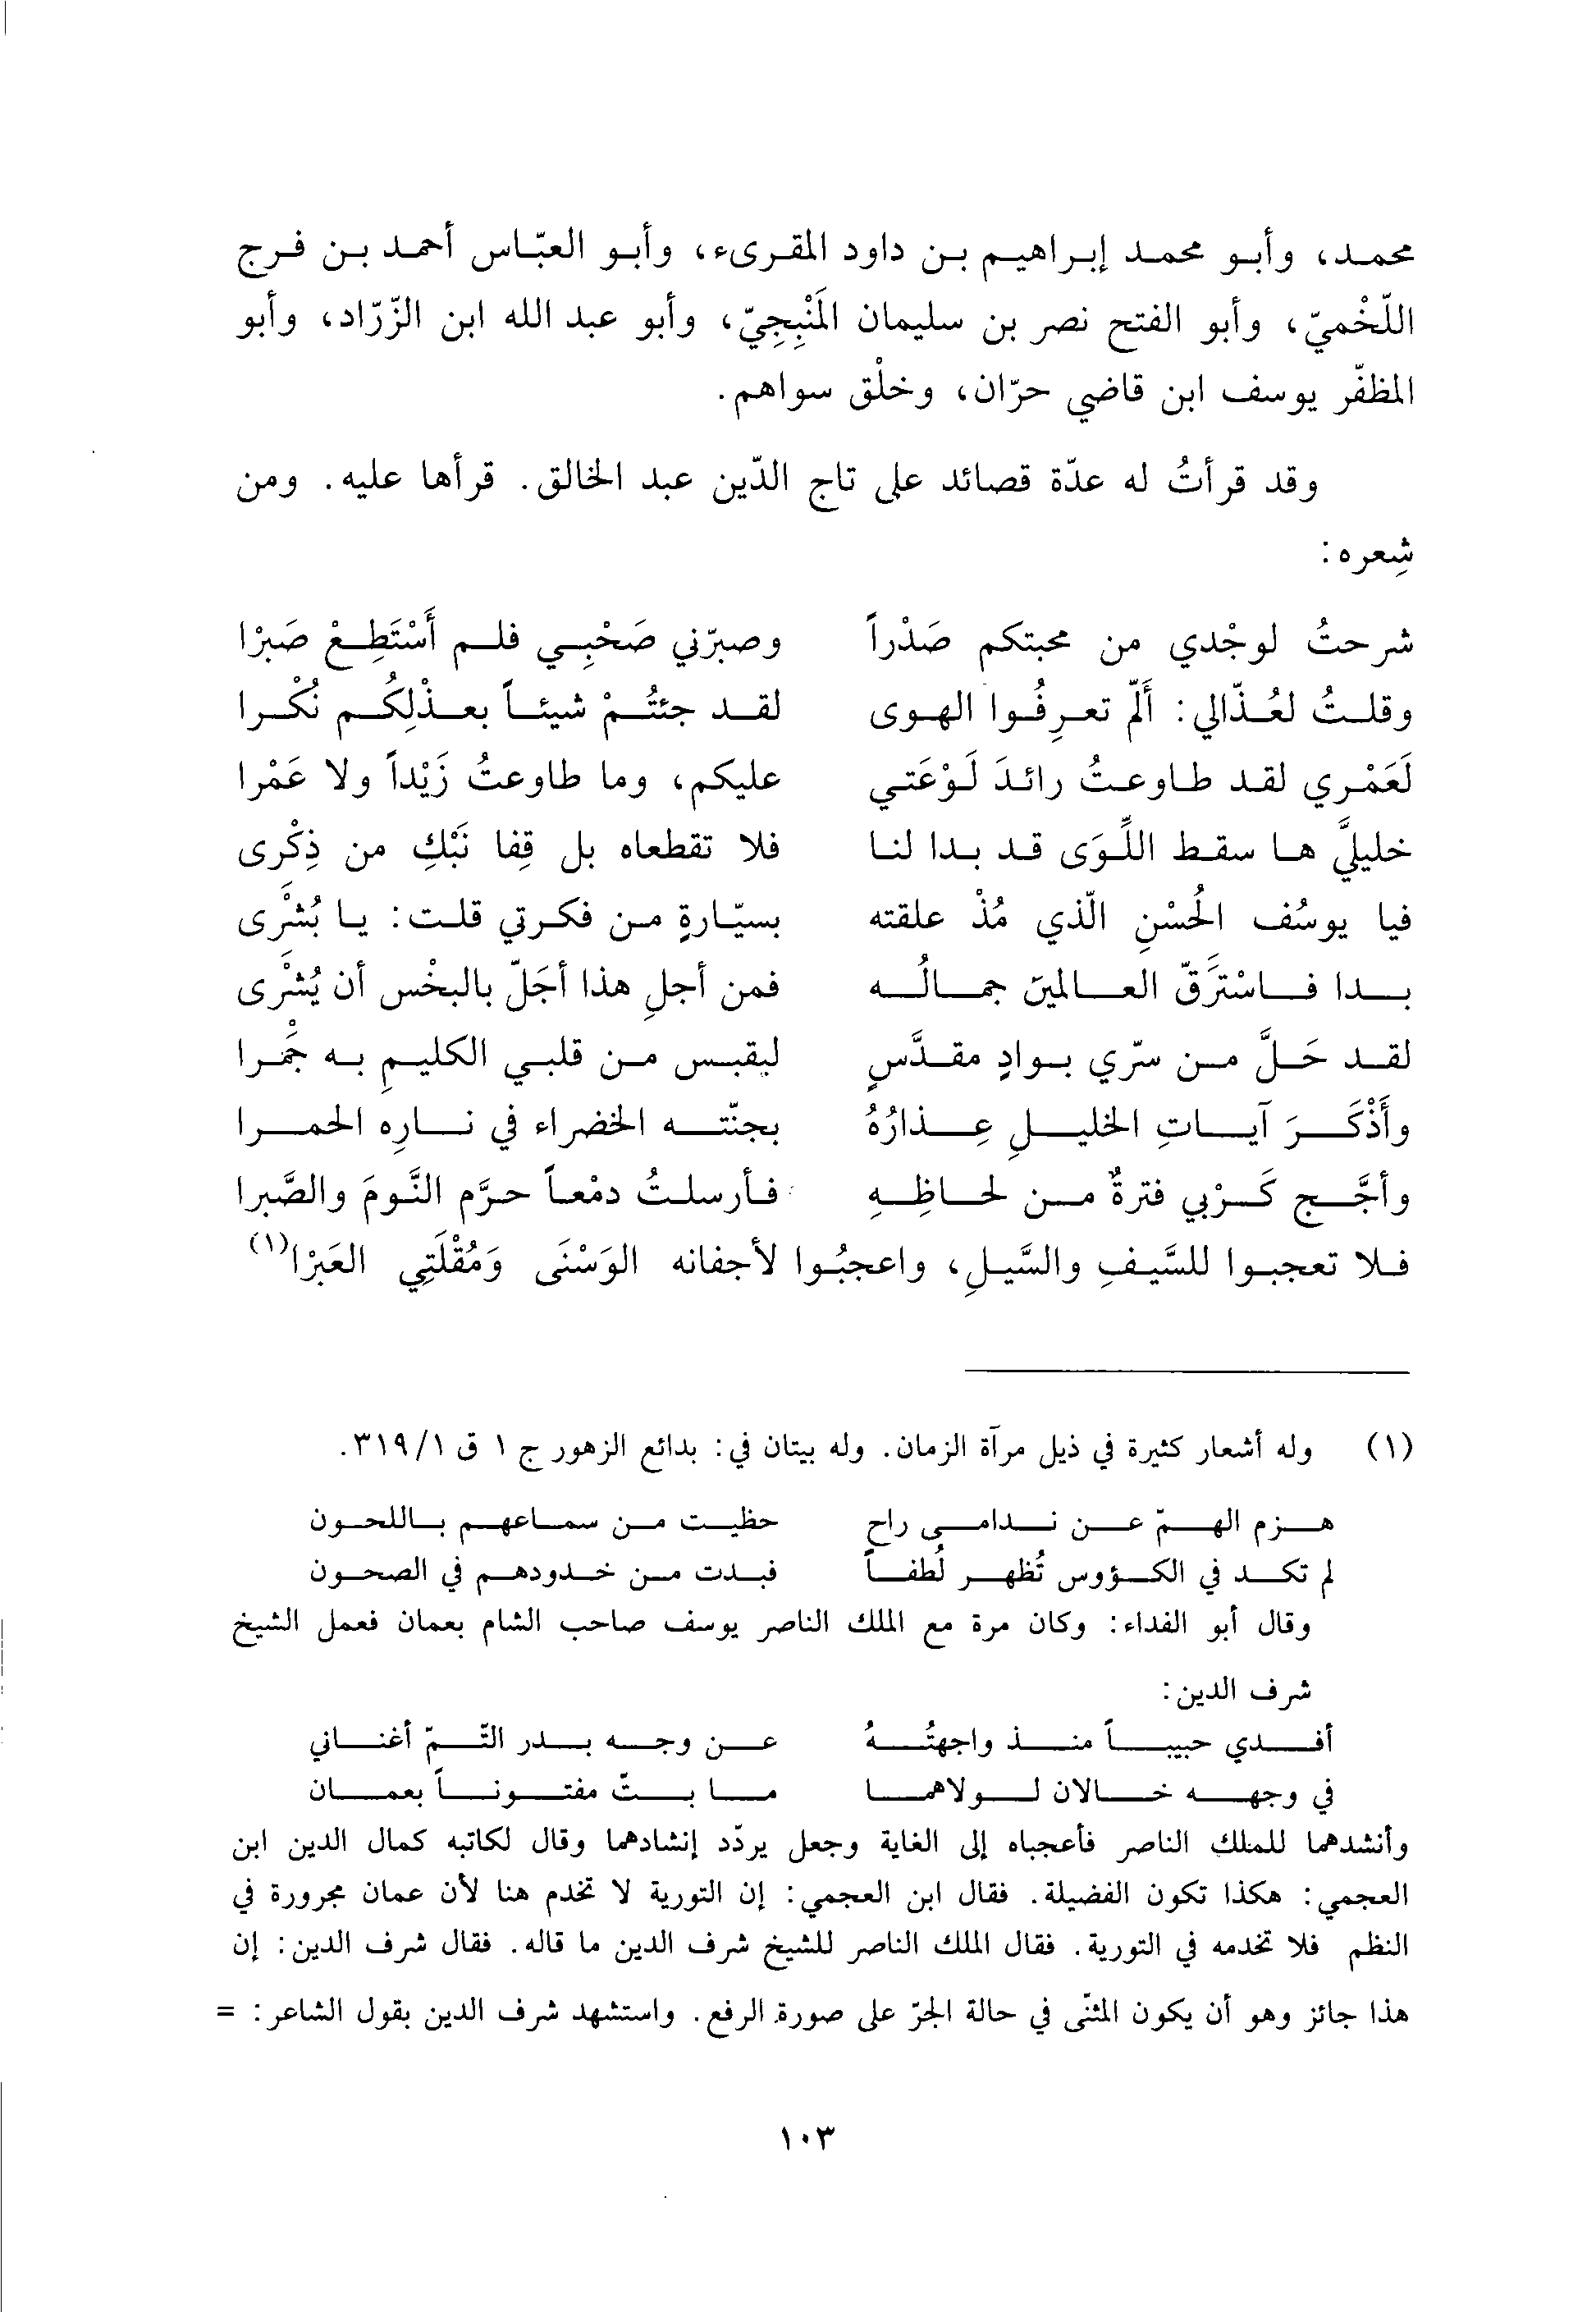 محمد، وأبو محمد إبراهيم بن داود المقرىء، وأبو العبّاس أحمد بن فرج
اللّخْميّ، وأبو الفتح نصر بن سليمان المَنْبِجِيّ، وأبو عبد الله ابن الزّرّاد، وأبو
المظفّر يوسف ابن قاضي حرّان، وخلْق سواهم.
وقد قرأتُ له عدّة قصائد على تاج الدّين عبد الخالق. قرأها عليه. ومن
شِعره:
شرحتُ لوجْدي من محبتكم صَدْراً وصبرّني صَحْبِي فلم أَسْتَطِعْ صَبرْا
وقلتُ لعُذّالي: أَلَمّ تعرِفُوا الهوى لقد جئتُمْ شيئاً بعذْلِكُم نُكْرا
لَعَمْري لقد طاوعتُ رائدَ لَوْعَتي عليكم، وما طاوعتُ زَيْداً ولا عَمْرا
خليليَّ ها سقط اللِّوَى قد بدا لنا فلا تقطعاه بل قِفا نَبْكِ من ذِكْرى
فيا يوسُف الحُسْنِ الّذي مُذْ علقته بسيّارةٍ من فكرتي قلت: يا بُشْرَى
بدا فاسْترَقّ العالمين جمالُه فمن أجلِ هذا أجَلّ بالبخْس أن يُشْرَى
لقد حَلَّ من سرّي بوادٍ مقدَّسٍ ليقبس من قلبي الكليمِ به جَمْرا
وأَذْكَرَ آياتِ الخليلِ عِذارُهُ بجنّته الخضراء في نارِه الحمرا
وأجَّج كَرْبي فترةٌ من لحاظِهِ فأرسلتُ دمْعاً حرَّم النَّومَ والصَّبرا
فلا تعجبوا للسَّيفِ والسَّيلِ، واعجبُوا لأجفانه الوَسْنَى وَمُقْلَتِي العَبرْا(١)
(١) وله أشعار كثيرة في ذيل مرآة الزمان. وله بيتان في: بدائع الزهور ج ١ ق ١/ ٣١٩.
هزم الهمّ عن ندامى راح حظيت من سماعهم باللحون
لم تكد في الكؤوس تُظهر لُطفاً فبدت من خدودهم في الصحون
وقال أبو الفداء: وكان مرة مع الملك الناصر يوسف صاحب الشام بعمان فعمل الشيخ
شرف الدين:
أفدي حبيباً منذ واجهتُهُ عن وجه بدر التّمّ أغناني
في وجهه خالان لولاهما ما بتّ مفتوناً بعمان
وأنشدهما للملك الناصر فأعجباه إلى الغاية وجعل يردّد إنشادهما وقال لكاتبه كمال الدين ابن
العجمي: هكذا تكون الفضيلة. فقال ابن العجمي: إن التورية لا تخدم هنا لأن عمان مجرورة في
النظم فلا تخدمه في التورية. فقال الملك الناصر للشيخ شرف الدين ما قاله. فقال شرف الدين: إن
هذا جائز وهو أن يكون المثنّى في حالة الجرّ على صورة الرفع. واستشهد شرف الدين بقول الشاعر: =
١٠٣